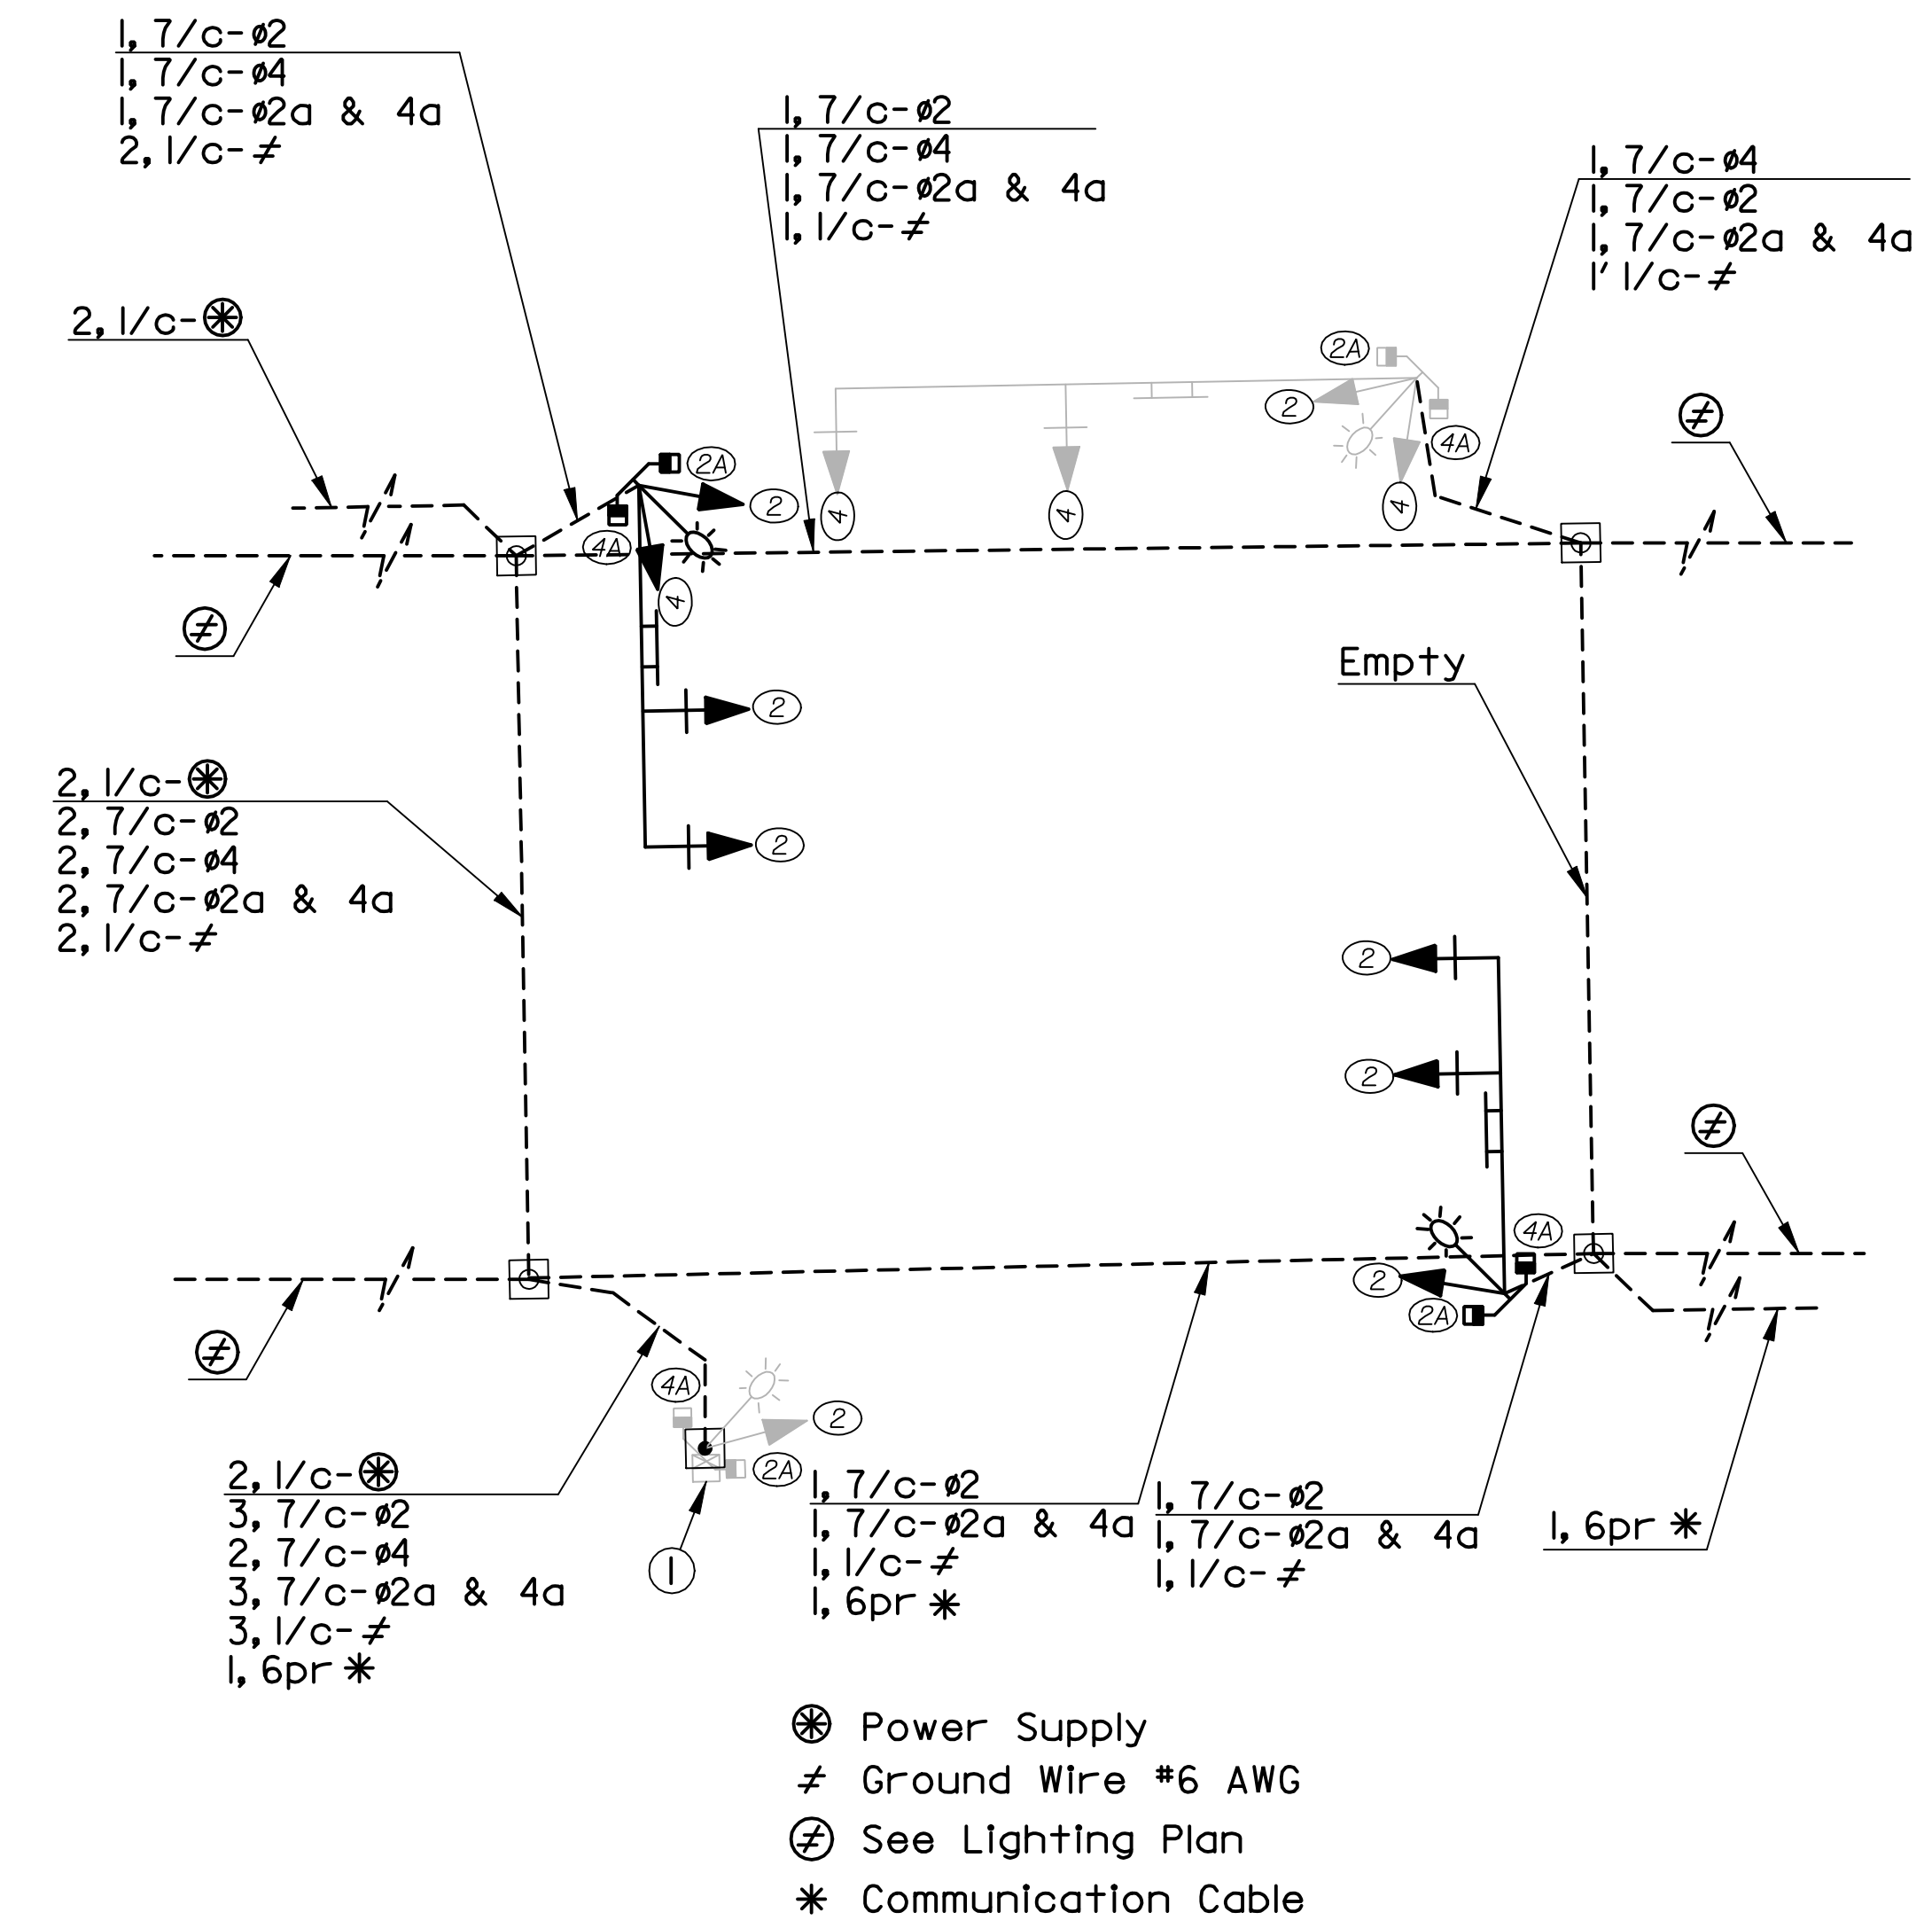 1, 7/c-ø2
1, 7/c-ø4
1, 7/c-ø2a & 4a
2, 1/c-≠
1, 7/c-ø2
1, 7/c-ø4
1, 7/c-ø2a & 4a
1, 1/c-≠
1, 7/c-ø4
1, 7/c-ø2
1, 7/c-ø2a & 4a
1' 1/c-≠
2, 1/c-⊛
2A
2
4A
≠
2A
2
4
4
4
4A
4
≠
Empty
2
2
2, 1/c-⊛
2, 7/c-ø2
2, 7/c-ø4
2, 7/c-ø2a & 4a
2, 1/c-≠
2
2
≠
4A
2
2A
≠
4A
2
2A
2, 1/c-⊛
3, 7/c-ø2
2, 7/c-ø4
3, 7/c-ø2a & 4a
3, 1/c-≠
1, 6pr *
1
1, 7/c-ø2
1, 7/c-ø2a & 4a
1, 1/c-≠
1, 6pr *
1, 7/c-ø2
1, 7/c-ø2a & 4a
1, 1/c-≠
1, 6pr *
⊛ Power Supply
≠ Ground Wire #6 AWG
≠ See Lighting Plan
* Communication Cable